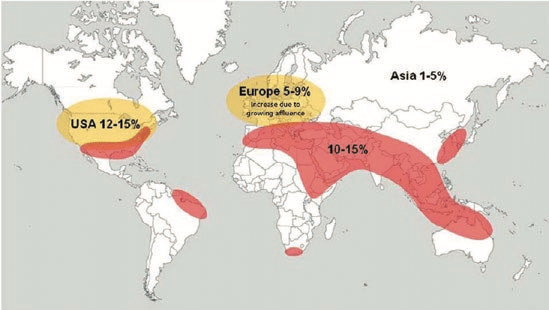 Europe 5-9%
Increase due to
growing affluence
Asia 1-5%
USA 12-15%
10-15%